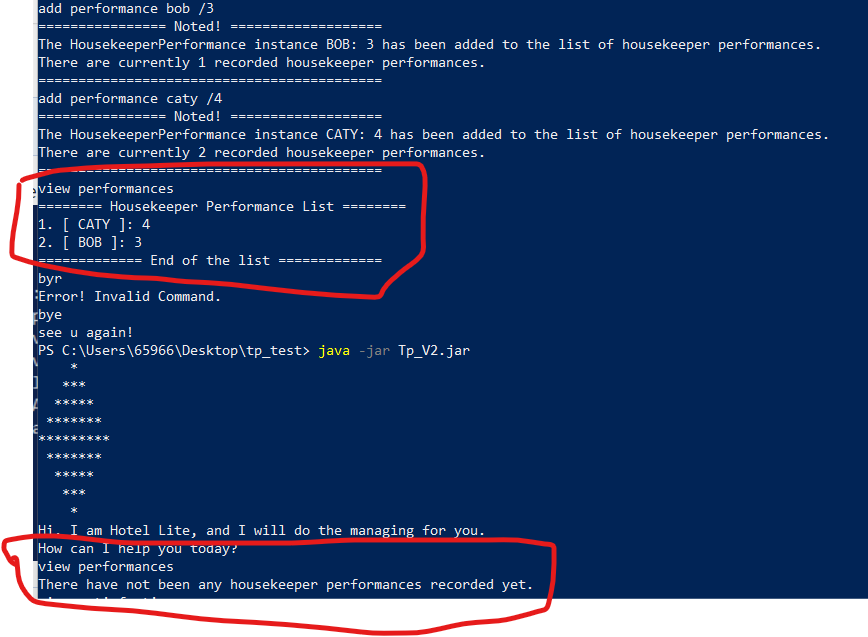 add performance bob /3
================ Noted! ===================
The HousekeeperPerformance instance BOB: 3 has been added to the list of housekeeper performances.
There are currently 1 recorded housekeeper performances.
===========================================
add performance caty /4
================ Noted! ===================
The HousekeeperPerformance instance CATY: 4 has been added to the list of housekeeper performances.
There are currently 2 recorded housekeeper performances.
===========================================
view performances
======== Housekeeper Performance List ========
1. [ CATY ]: 4
2. [ BOB ]: 3
============= End of the list =============
byr
Error! Invalid Command.
bye
see u again!
PS C:\Users\65966\Desktop\tp_test> java -jar Tp_V2.jar
*
***
*****
*******
*********
*******
*****
***
*
Hi. I am Hotel Lite, and I will do the managing for you.
How can I help you today?
view performances
There have not been any housekeeper performances recorded yet.